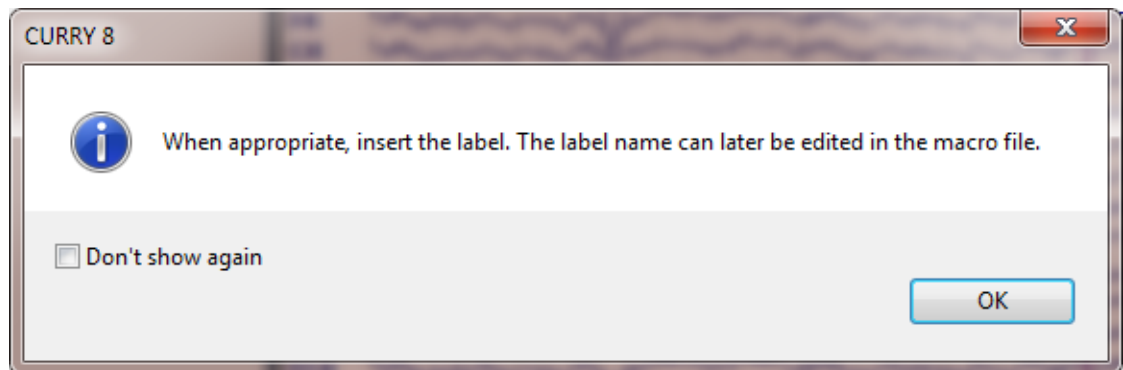 CURRY 8
When appropriate, insert the label. The label name can later be edited in the macro file.
Don't show again
OK